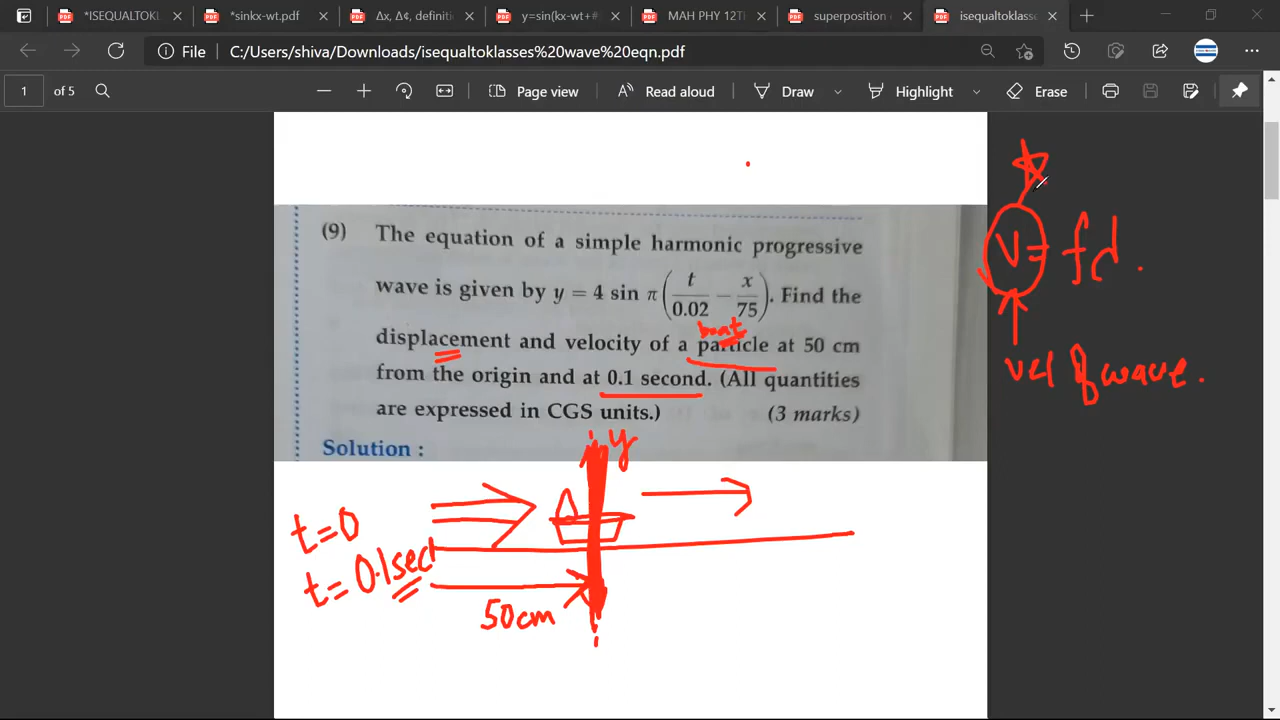 *ISEQUALTOKL
*sinkx-wt.pdf
Δx, Δ¢, definiti
y=sin(kx-wt+#
MAH PHY 12TH
superposition
isequaltoklasse
File
C:/Users/shiva/Downloads/isequaltoklasses%20wave%20eqn.pdf
1 of 5
Page view
Read aloud
Draw
Highlight
Erase
(9) The equation of a simple harmonic progressive
wave is given by y = 4 sin π(t/0.02 − x/75). Find the
boat
displacement and velocity of a particle at 50 cm
from the origin and at 0.1 second. (All quantities
are expressed in CGS units.) (3 marks)
Solution :
y
t=0
t=0.1sec
50cm
V= fd.
vel of wave.